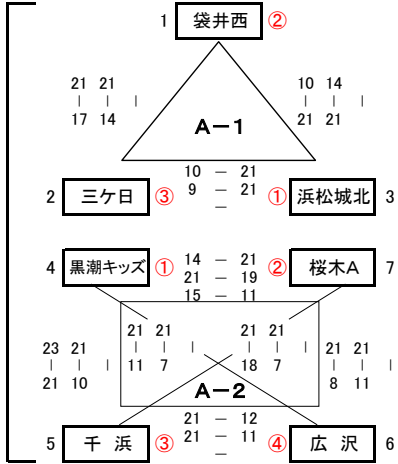 1 袋井西 ②
21 21 10 14
| | | | | |
17 14 21 21
A－1
10 － 21
9 － 21
－
2 三ケ日 ③ ① 浜松城北 3
4 黒潮キッズ ① 14 － 21 ② 桜木A 7
21 － 19
15 － 11
21 21 21 21
23 21 | | | | | | 21 21
| | | 11 7 18 7 | | |
21 10 8 11
A－2
21 － 12
21 － 11
－
5 千浜 ③ ④ 広沢 6